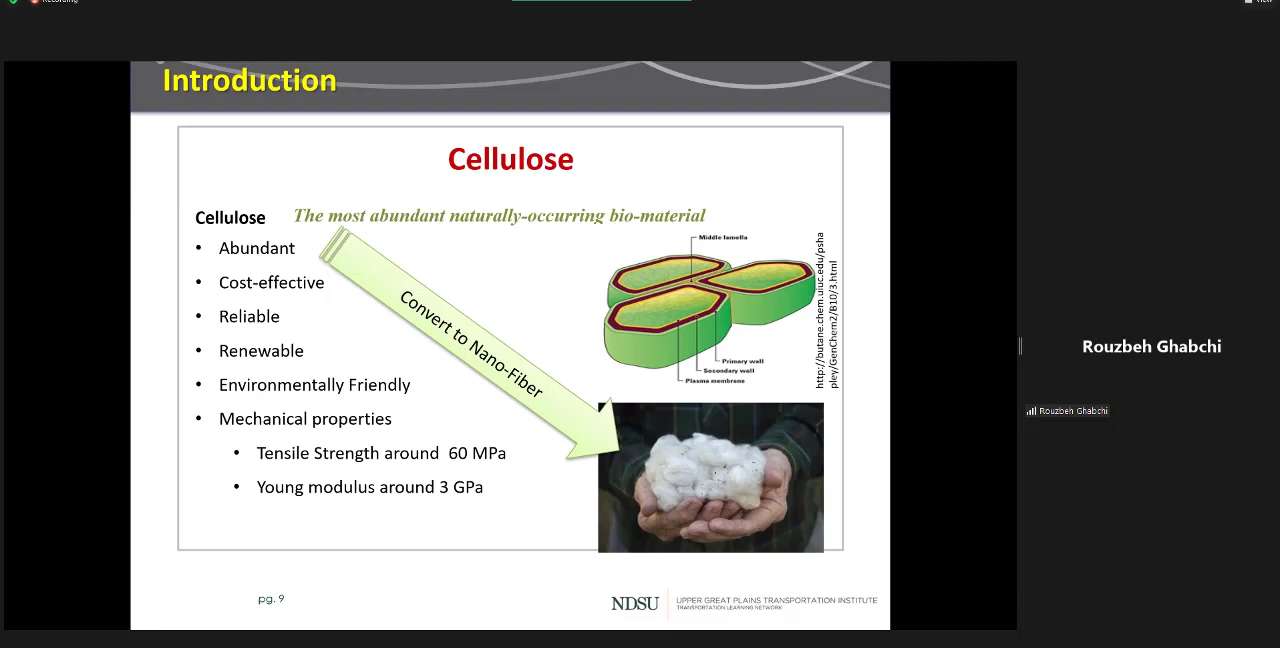 Recording
View
Introduction
Cellulose
Cellulose The most abundant naturally-occurring bio-material
• Abundant
• Cost-effective
• Reliable
• Renewable
• Environmentally Friendly
• Mechanical properties
• Tensile Strength around 60 MPa
• Young modulus around 3 GPa
Convert to Nano-Fiber
Middle lamella
Primary wall
Secondary wall
Plasma membrane
http://butane.chem.uiuc.edu/psha
pley/GenChem2/B10/3.html
pg. 9
NDSU
UPPER GREAT PLAINS TRANSPORTATION INSTITUTE
TRANSPORTATION LEARNING NETWORK
Rouzbeh Ghabchi
Rouzbeh Ghabchi